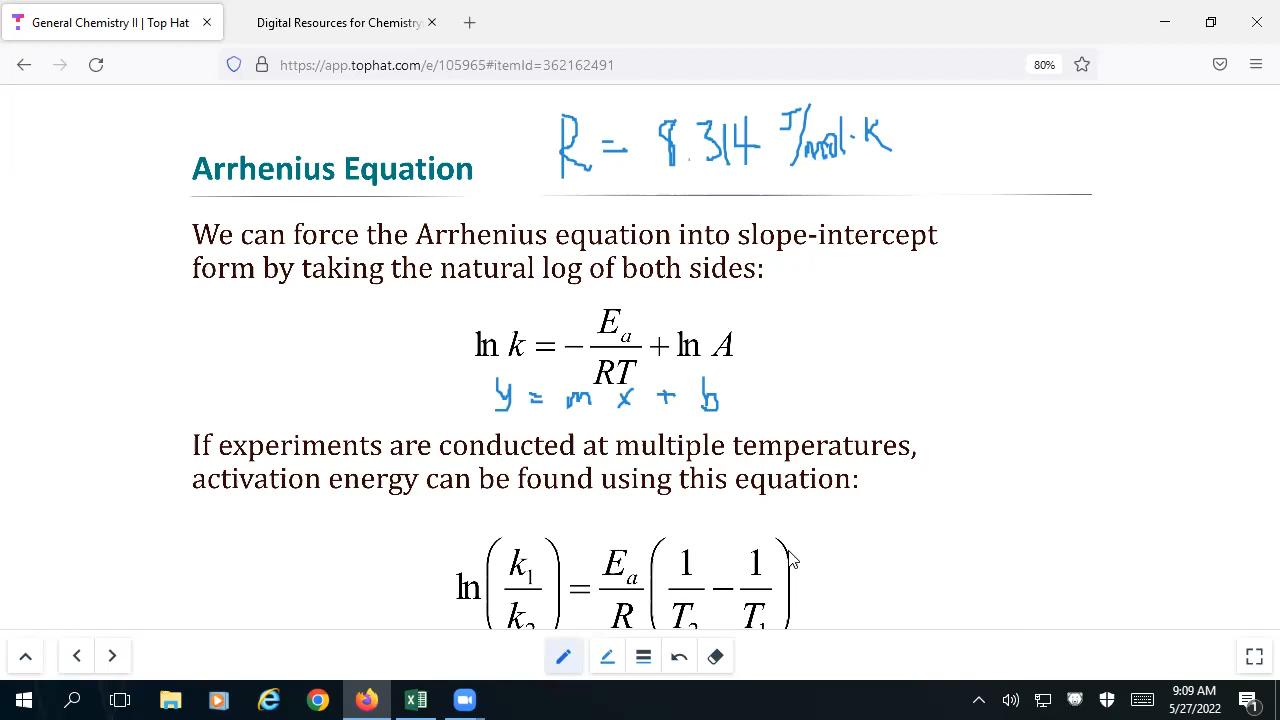 General Chemistry II | Top Hat
Digital Resources for Chemistry
https://app.tophat.com/e/105965#itemId=362162491
80%
R = 8.314 J/mol·K
Arrhenius Equation
We can force the Arrhenius equation into slope-intercept
form by taking the natural log of both sides:
ln k = − Ea/RT + ln A
y = m x + b
If experiments are conducted at multiple temperatures,
activation energy can be found using this equation:
ln(k1/k2) = Ea/R (1/T2 − 1/T1)
9:09 AM
5/27/2022
1